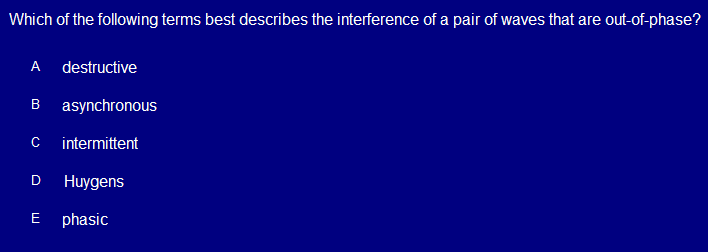 Which of the following terms best describes the interference of a pair of waves that are out-of-phase?
A destructive
B asynchronous
C intermittent
D Huygens
E phasic